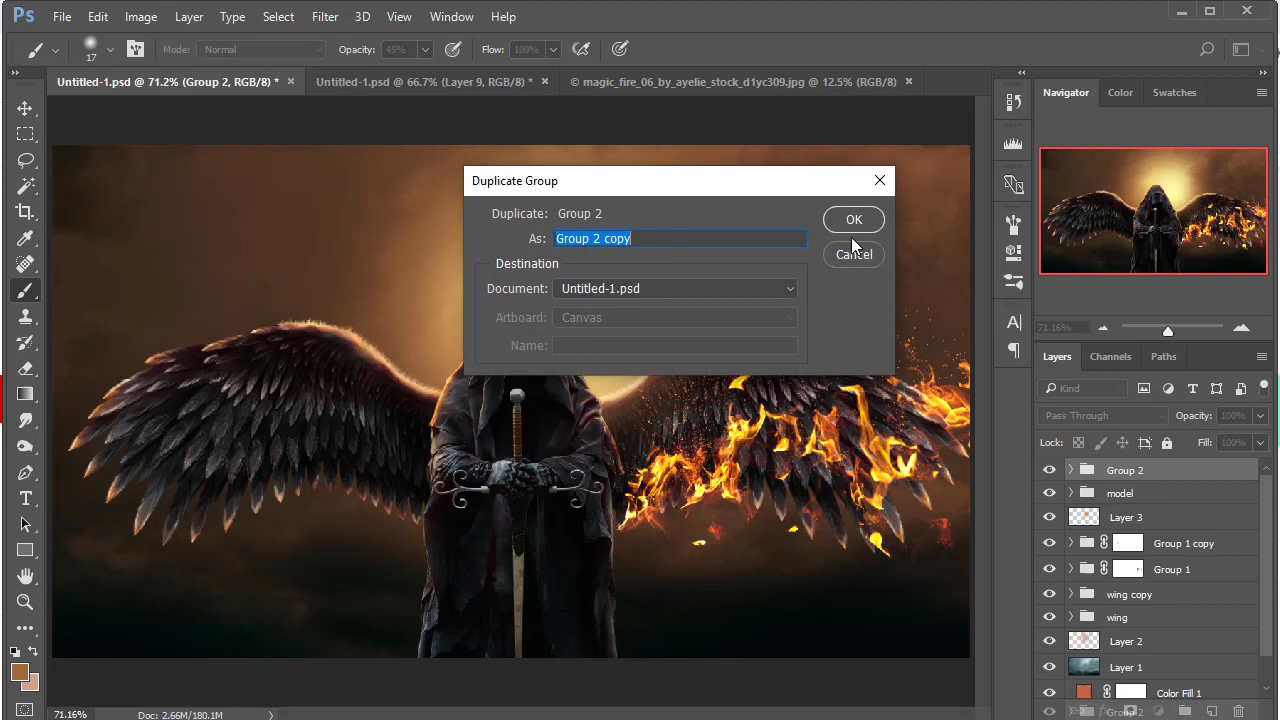 Ps File Edit Image Layer Type Select Filter 3D View Window Help
17 Mode: Normal Opacity: 45% Flow: 100%
Untitled-1.psd @ 71.2% (Group 2, RGB/8) * Untitled-1.psd @ 66.7% (Layer 9, RGB/8) * © magic_fire_06_by_ayelie_stock_d1yc309.jpg @ 12.5% (RGB/8)
Duplicate Group
Duplicate: Group 2
As: Group 2 copy
OK
Cancel
Destination
Document: Untitled-1.psd
Artboard: Canvas
Name:
Navigator Color Swatches
71.16%
Layers Channels Paths
Kind
Pass Through Opacity: 100%
Lock: Fill: 100%
Group 2
model
Layer 3
Group 1 copy
Group 1
wing copy
wing
Layer 2
Layer 1
Color Fill 1
Group 2
71.16% Doc: 2.66M/180.1M